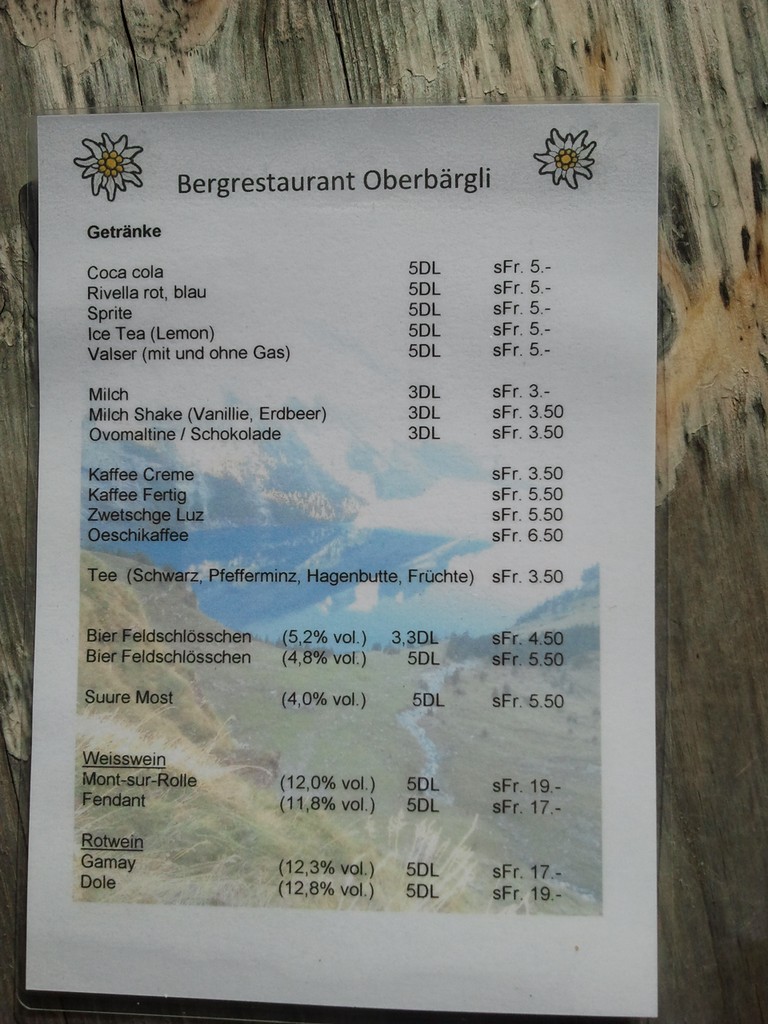 Bergrestaurant Oberbärgli
Getränke
Coca cola 5DL sFr. 5.-
Rivella rot, blau 5DL sFr. 5.-
Sprite 5DL sFr. 5.-
Ice Tea (Lemon) 5DL sFr. 5.-
Valser (mit und ohne Gas) 5DL sFr. 5.-
Milch 3DL sFr. 3.-
Milch Shake (Vanillie, Erdbeer) 3DL sFr. 3.50
Ovomaltine / Schokolade 3DL sFr. 3.50
Kaffee Creme sFr. 3.50
Kaffee Fertig sFr. 5.50
Zwetschge Luz sFr. 5.50
Oeschikaffee sFr. 6.50
Tee (Schwarz, Pfefferminz, Hagenbutte, Früchte) sFr. 3.50
Bier Feldschlösschen (5,2% vol.) 3,3DL sFr. 4.50
Bier Feldschlösschen (4,8% vol.) 5DL sFr. 5.50
Suure Most (4,0% vol.) 5DL sFr. 5.50
Weisswein
Mont-sur-Rolle (12,0% vol.) 5DL sFr. 19.-
Fendant (11,8% vol.) 5DL sFr. 17.-
Rotwein
Gamay (12,3% vol.) 5DL sFr. 17.-
Dole (12,8% vol.) 5DL sFr. 19.-